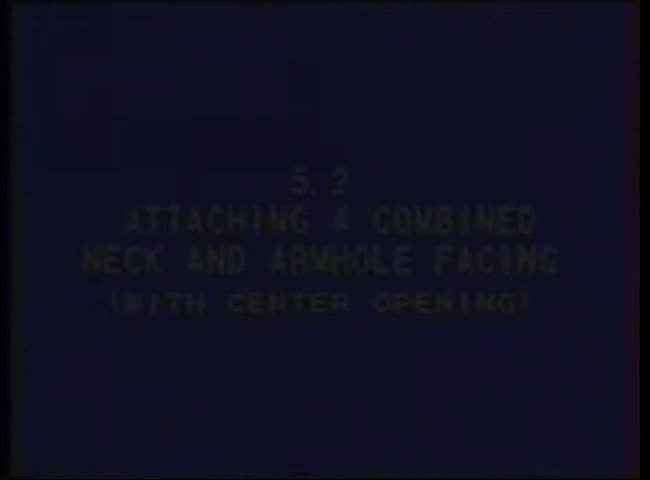 5.2
ATTACHING A COMBINED
NECK AND ARMHOLE FACING
(WITH CENTER OPENING)